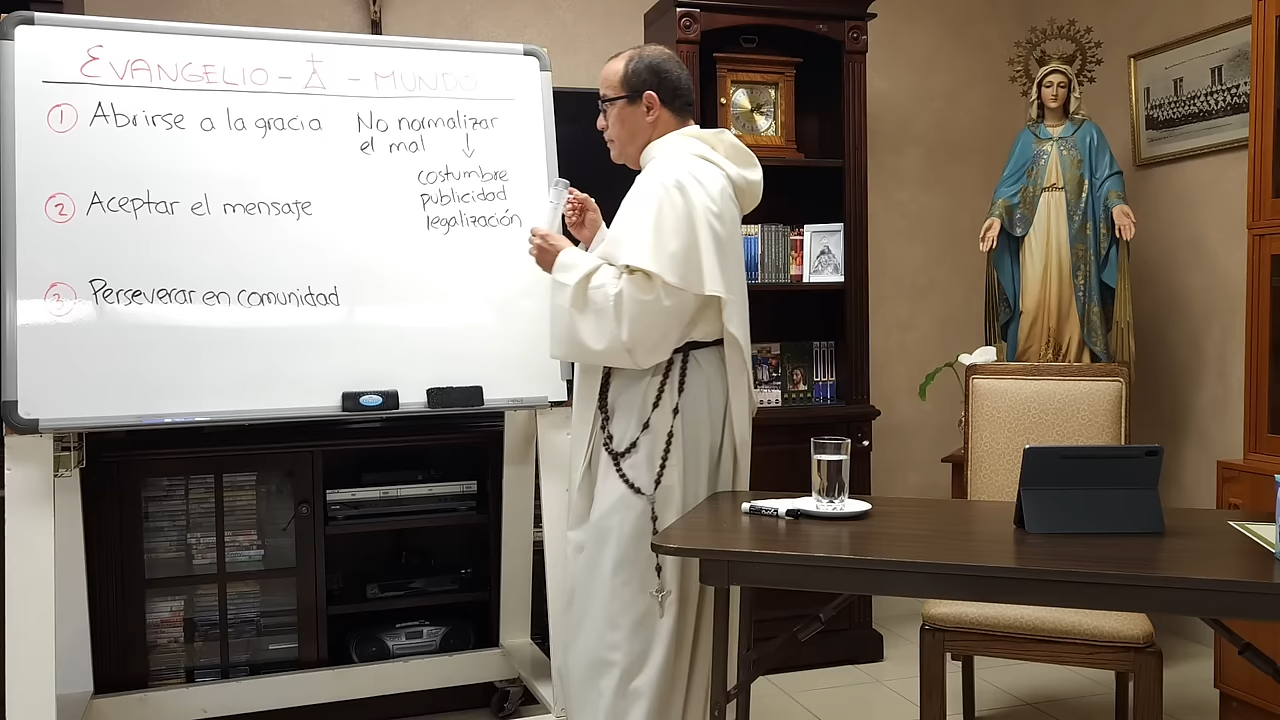 EVANGELIO - - MUNDO
① Abrirse a la gracia
No normalizar
el mal
↓
costumbre
publicidad
legalización
② Aceptar el mensaje
③ Perseverar en comunidad